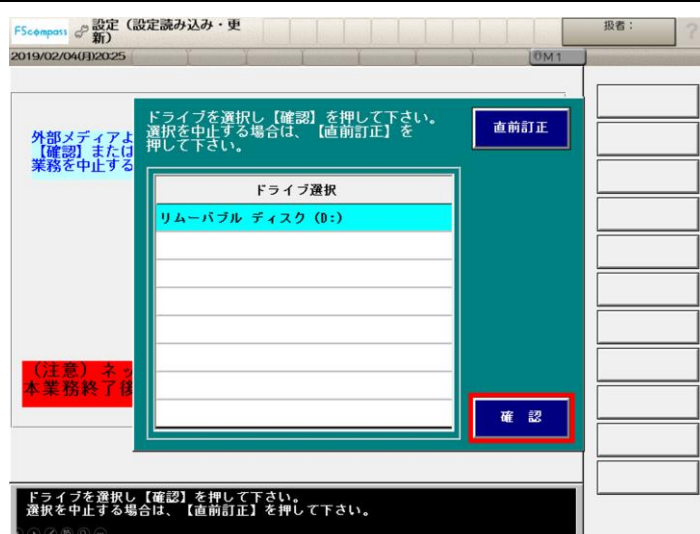 FScompass
設定(設定読み込み・更
新)
扱者:
?
2019/02/04(月)2025
0M1
ドライブを選択し【確認】を押して下さい。
選択を中止する場合は、【直前訂正】を
押して下さい。
直前訂正
外部メディアよ
【確認】または
業務を中止する
ドライブ選択
リムーバブル ディスク(D:)
(注意)ネッ
本業務終了後
確 認
ドライブを選択し【確認】を押して下さい。
選択を中止する場合は、【直前訂正】を押して下さい。